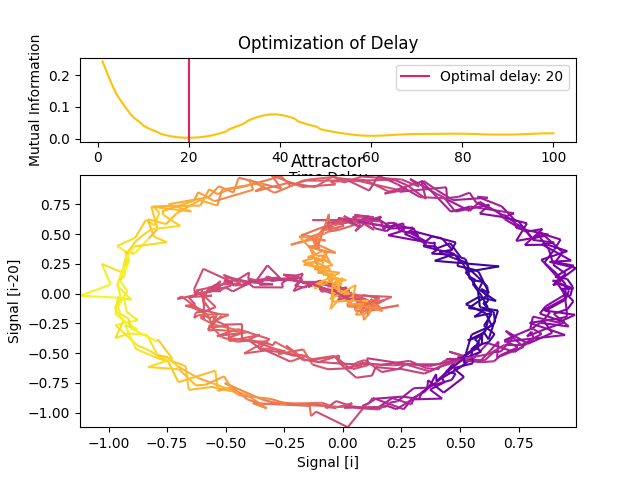 Optimization of Delay
Mutual Information
0.2
0.1
0.0
Optimal delay: 20
0 20 40 60 80 100
Attractor
Signal [i-20]
0.75
0.50
0.25
0.00
−0.25
−0.50
−0.75
−1.00
−1.00 −0.75 −0.50 −0.25 0.00 0.25 0.50 0.75
Signal [i]